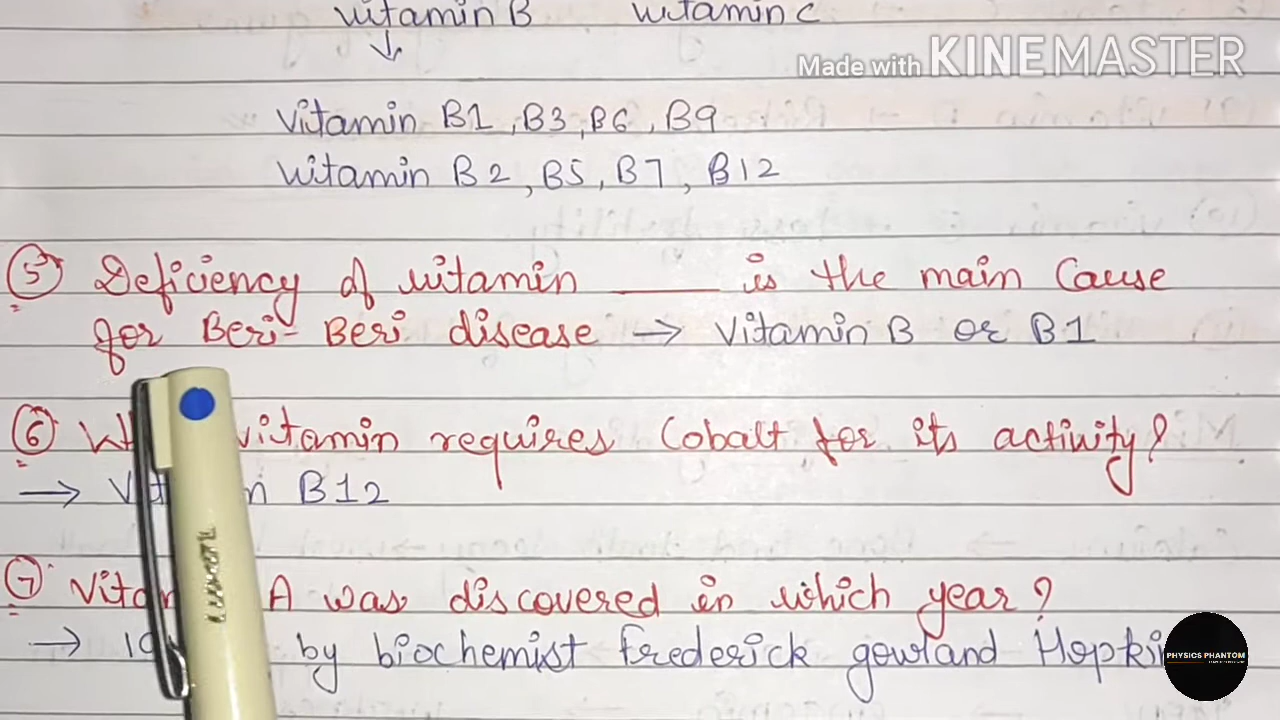 vitamin B vitamin C
Made with KINEMASTER
Vitamin B1, B3, B6, B9
Vitamin B2, B5, B7, B12
5 Deficiency of vitamin ____ is the main Cause
for Beri-Beri disease → Vitamin B or B1
6 vitamin requires Cobalt for its activity?
→ B12
7 A was discovered in which year?
→ by biochemist Frederick gowland
PHYSICS PHANTOM